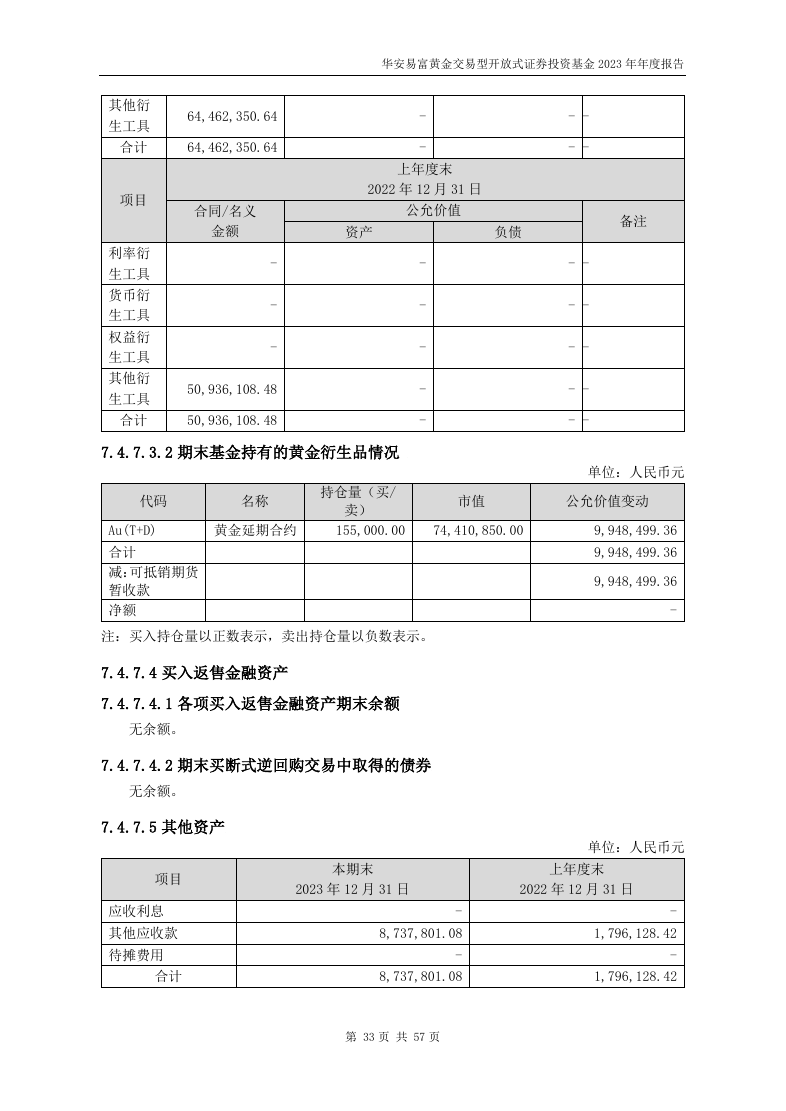 华安易富黄金交易型开放式证券投资基金 2023 年年度报告
其他衍
生工具 64,462,350.64 - - -
合计 64,462,350.64 - - -
项目 上年度末
2022 年 12 月 31 日
合同/名义
金额 公允价值 备注
资产 负债
利率衍
生工具 - - - -
货币衍
生工具 - - - -
权益衍
生工具 - - - -
其他衍
生工具 50,936,108.48 - - -
合计 50,936,108.48 - - -
7.4.7.3.2 期末基金持有的黄金衍生品情况
单位：人民币元
代码 名称 持仓量（买/
卖） 市值 公允价值变动
Au(T+D) 黄金延期合约 155,000.00 74,410,850.00 9,948,499.36
合计 9,948,499.36
减:可抵销期货
暂收款 9,948,499.36
净额 -
注：买入持仓量以正数表示，卖出持仓量以负数表示。
7.4.7.4 买入返售金融资产
7.4.7.4.1 各项买入返售金融资产期末余额
无余额。
7.4.7.4.2 期末买断式逆回购交易中取得的债券
无余额。
7.4.7.5 其他资产
单位：人民币元
项目 本期末
2023 年 12 月 31 日 上年度末
2022 年 12 月 31 日
应收利息 - -
其他应收款 8,737,801.08 1,796,128.42
待摊费用 - -
合计 8,737,801.08 1,796,128.42
第 33 页 共 57 页